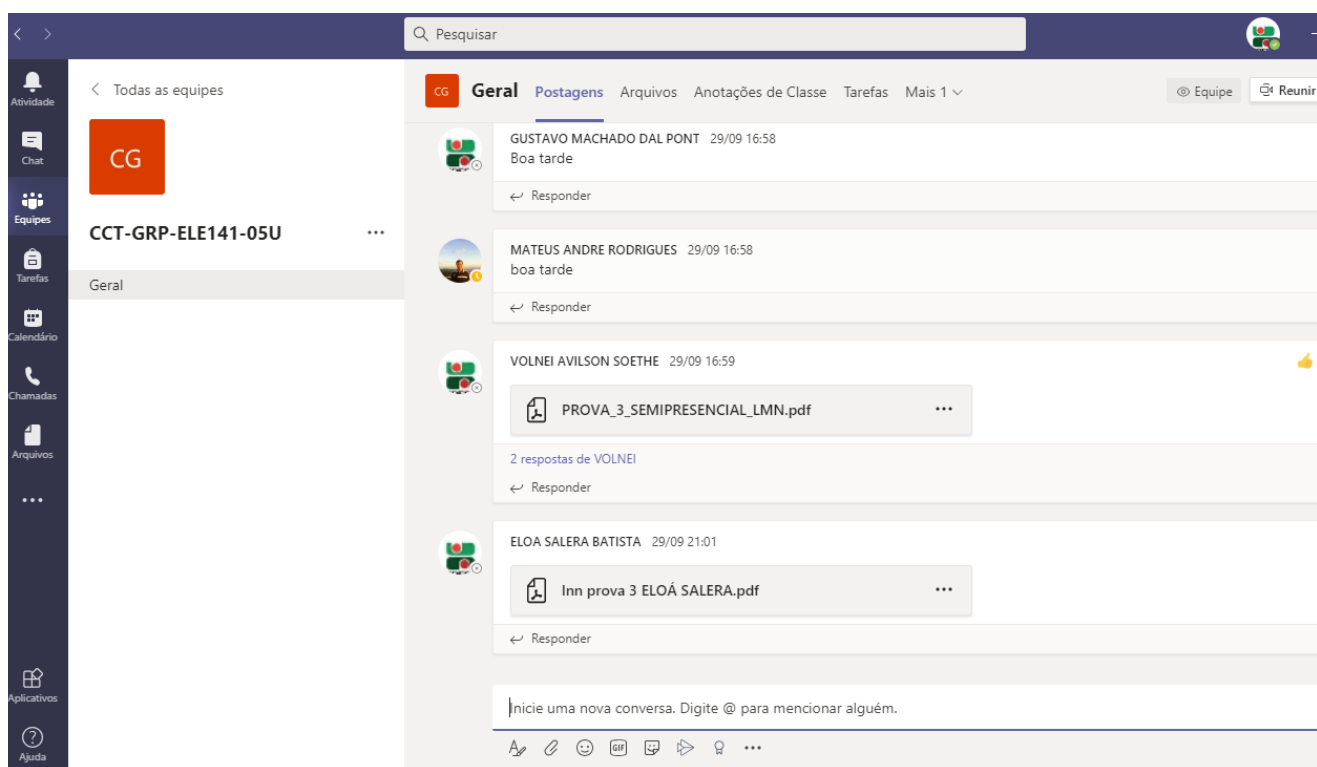 Pesquisar
Atividade
Chat
Equipes
Tarefas
Calendário
Chamadas
Arquivos
Aplicativos
Ajuda
Todas as equipes
CG
CCT-GRP-ELE141-05U
Geral
CG Geral Postagens Arquivos Anotações de Classe Tarefas Mais 1 Equipe Reunir
GUSTAVO MACHADO DAL PONT 29/09 16:58
Boa tarde
Responder
MATEUS ANDRE RODRIGUES 29/09 16:58
boa tarde
Responder
VOLNEI AVILSON SOETHE 29/09 16:59
PROVA_3_SEMIPRESENCIAL_LMN.pdf
2 respostas de VOLNEI
Responder
ELOA SALERA BATISTA 29/09 21:01
Inn prova 3 ELOÁ SALERA.pdf
Responder
Inicie uma nova conversa. Digite @ para mencionar alguém.
GIF